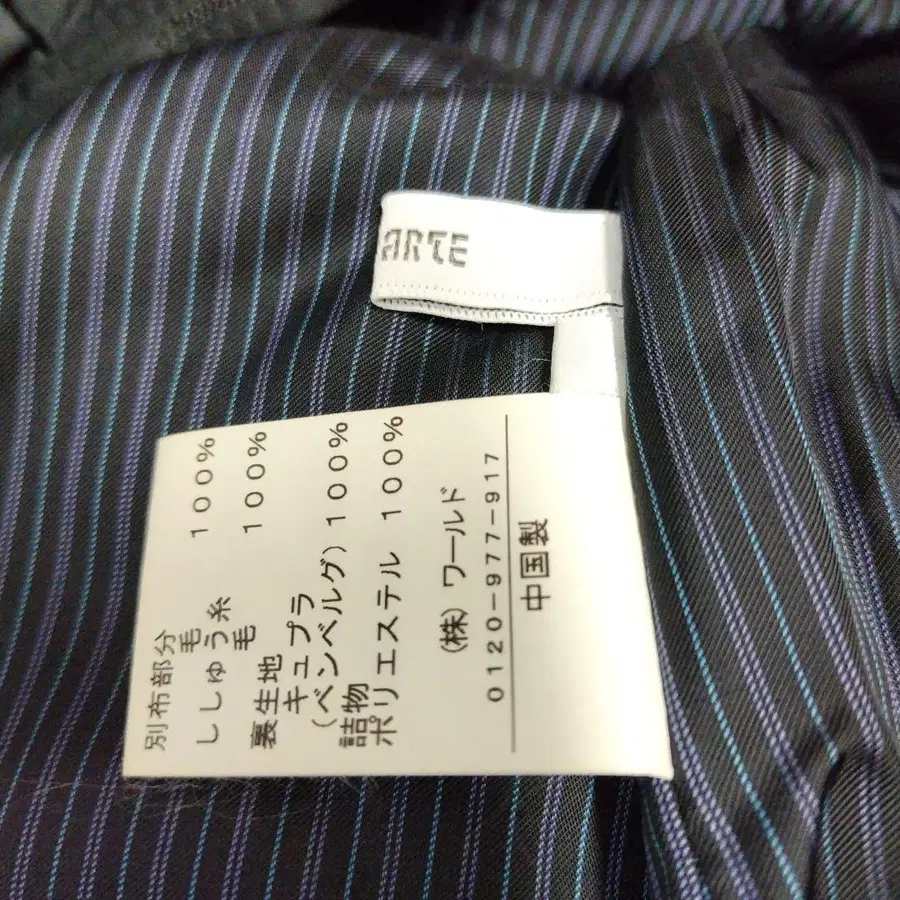 ARTE
別布部分
毛 100%
ししゅう糸
毛 100%
裏生地
キュプラ
(ベンベルグ) 100%
詰物
ポリエステル 100%
(株) ワールド
0120-977-917
中国製